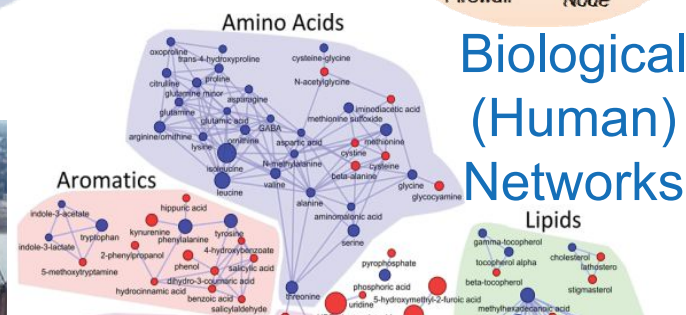 Firewall Node
Amino Acids
Biological
(Human)
Networks
oxoproline
trans-4-hydroxyproline
cysteine-glycine
citrulline
proline
N-acetylglycine
glutamine minor
asparagine
iminodiacetic acid
glutamine
glutamic acid
methionine sulfoxide
GABA
arginine/ornithine
ornithine
aspartic acid
methionine
lysine
cystine
isoleucine
N-methylalanine
cysteine
beta-alanine
valine
glycine
leucine
alanine
glycocyamine
aminomalonic acid
serine
threonine
Aromatics
hippuric acid
indole-3-acetate
tryptophan
kynurenine
phenylalanine
tyrosine
indole-3-lactate
2-phenylpropanol
4-hydroxybenzoate
5-methoxytryptamine
phenol
salicylic acid
dihydro-3-coumaric acid
hydrocinnamic acid
benzoic acid
salicylaldehyde
pyrophosphate
phosphoric acid
uridine
5-hydroxymethyl-2-furoic acid
Lipids
gamma-tocopherol
cholesterol
lathostero
tocopherol alpha
beta-tocopherol
stigmasterol
methylhexadecanoic acid